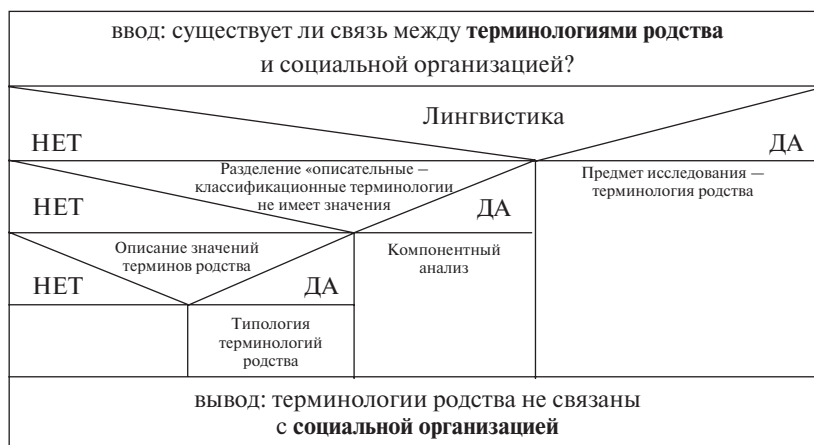 ввод: существует ли связь между терминологиями родства
и социальной организацией?
Лингвистика
НЕТ
ДА
Разделение «описательные —
классификационные терминологии
не имеет значения
Предмет исследования —
терминология родства
НЕТ
ДА
Описание значений
терминов родства
Компонентный
анализ
НЕТ
ДА
Типология
терминологий
родства
вывод: терминологии родства не связаны
с социальной организацией